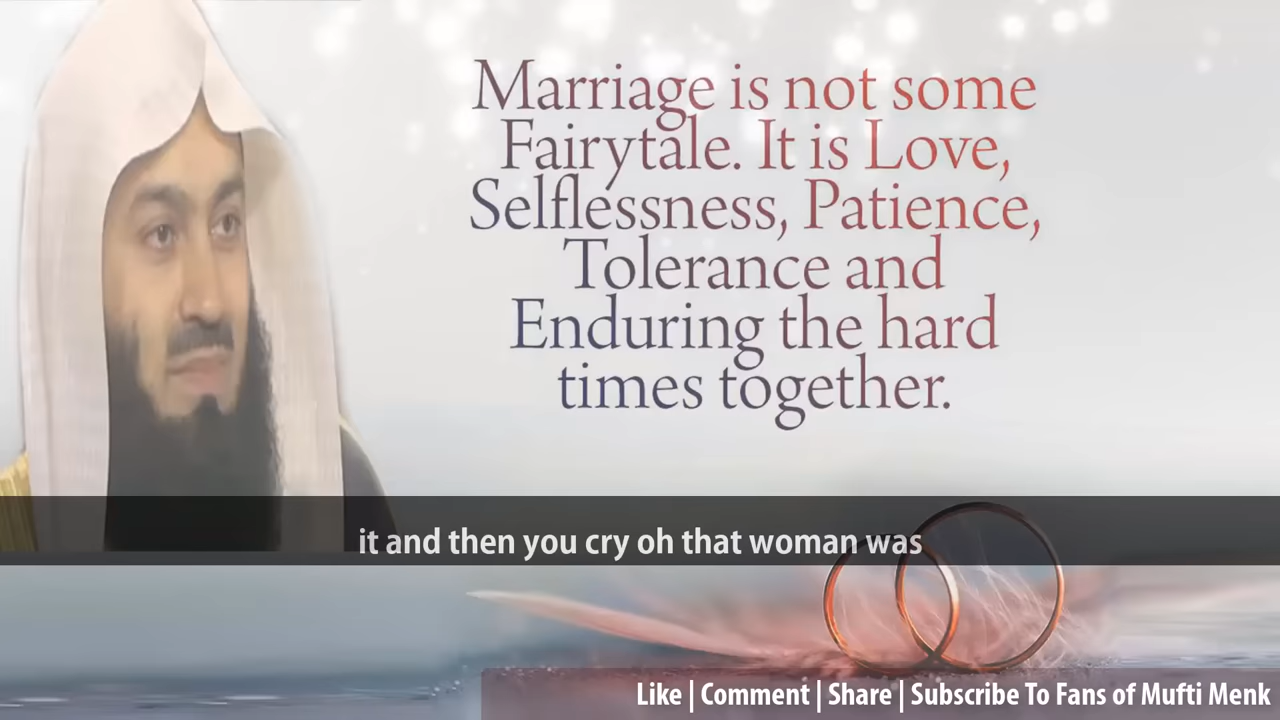 Marriage is not some
Fairytale. It is Love,
Selflessness, Patience,
Tolerance and
Enduring the hard
times together.
it and then you cry oh that woman was
Like | Comment | Share | Subscribe To Fans of Mufti Menk